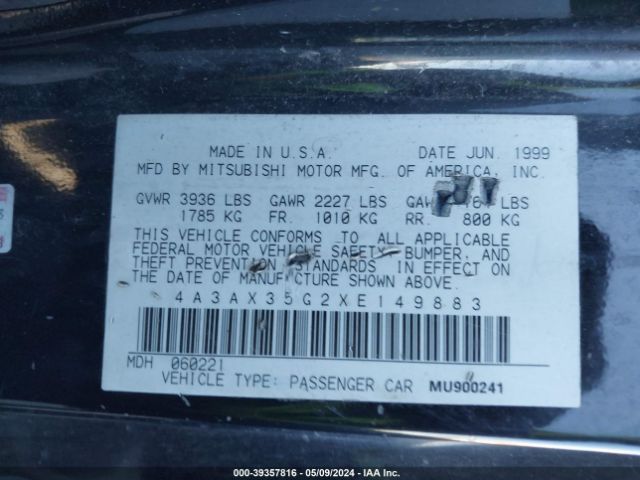 MADE IN U.S.A. DATE JUN. 1999
MFD BY MITSUBISHI MOTOR MFG. OF AMERICA, INC.
GVWR 3936 LBS GAWR 2227 LBS LBS
1785 KG FR. 1010 KG RR. 800 KG
THIS VEHICLE CONFORMS TO ALL APPLICABLE
FEDERAL MOTOR VEHICLE SAFETY, BUMPER, AND
THEFT PREVENTION STANDARDS IN EFFECT ON
THE DATE OF MANUFACTURE SHOWN ABOVE.
4A3AX35G2XE149883
MDH 060221
VEHICLE TYPE: PASSENGER CAR MU900241
000-39357816 - 05/09/2024 - IAA Inc.